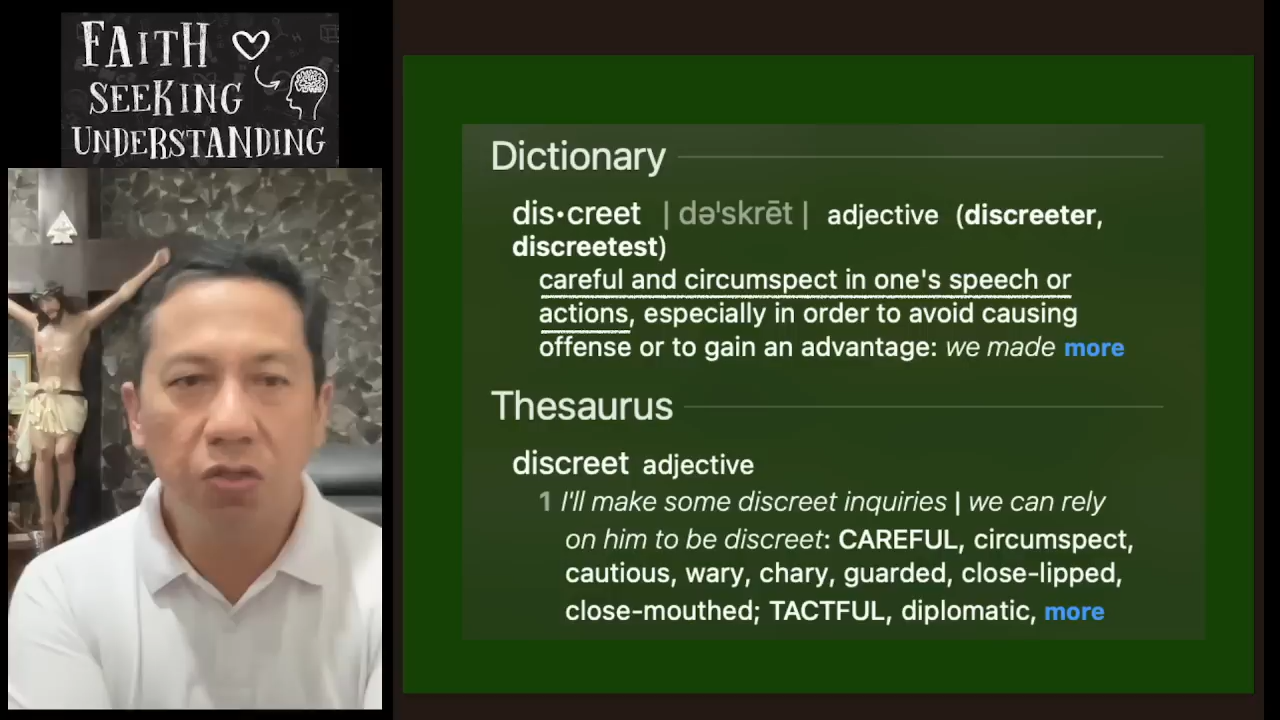 FAITH
SEEKING
UNDERSTANDING
Dictionary
dis•creet | dəˈskrēt | adjective (discreeter,
discreetest)
careful and circumspect in one's speech or
actions, especially in order to avoid causing
offense or to gain an advantage: we made more
Thesaurus
discreet adjective
1 I'll make some discreet inquiries | we can rely
on him to be discreet: CAREFUL, circumspect,
cautious, wary, chary, guarded, close-lipped,
close-mouthed; TACTFUL, diplomatic, more